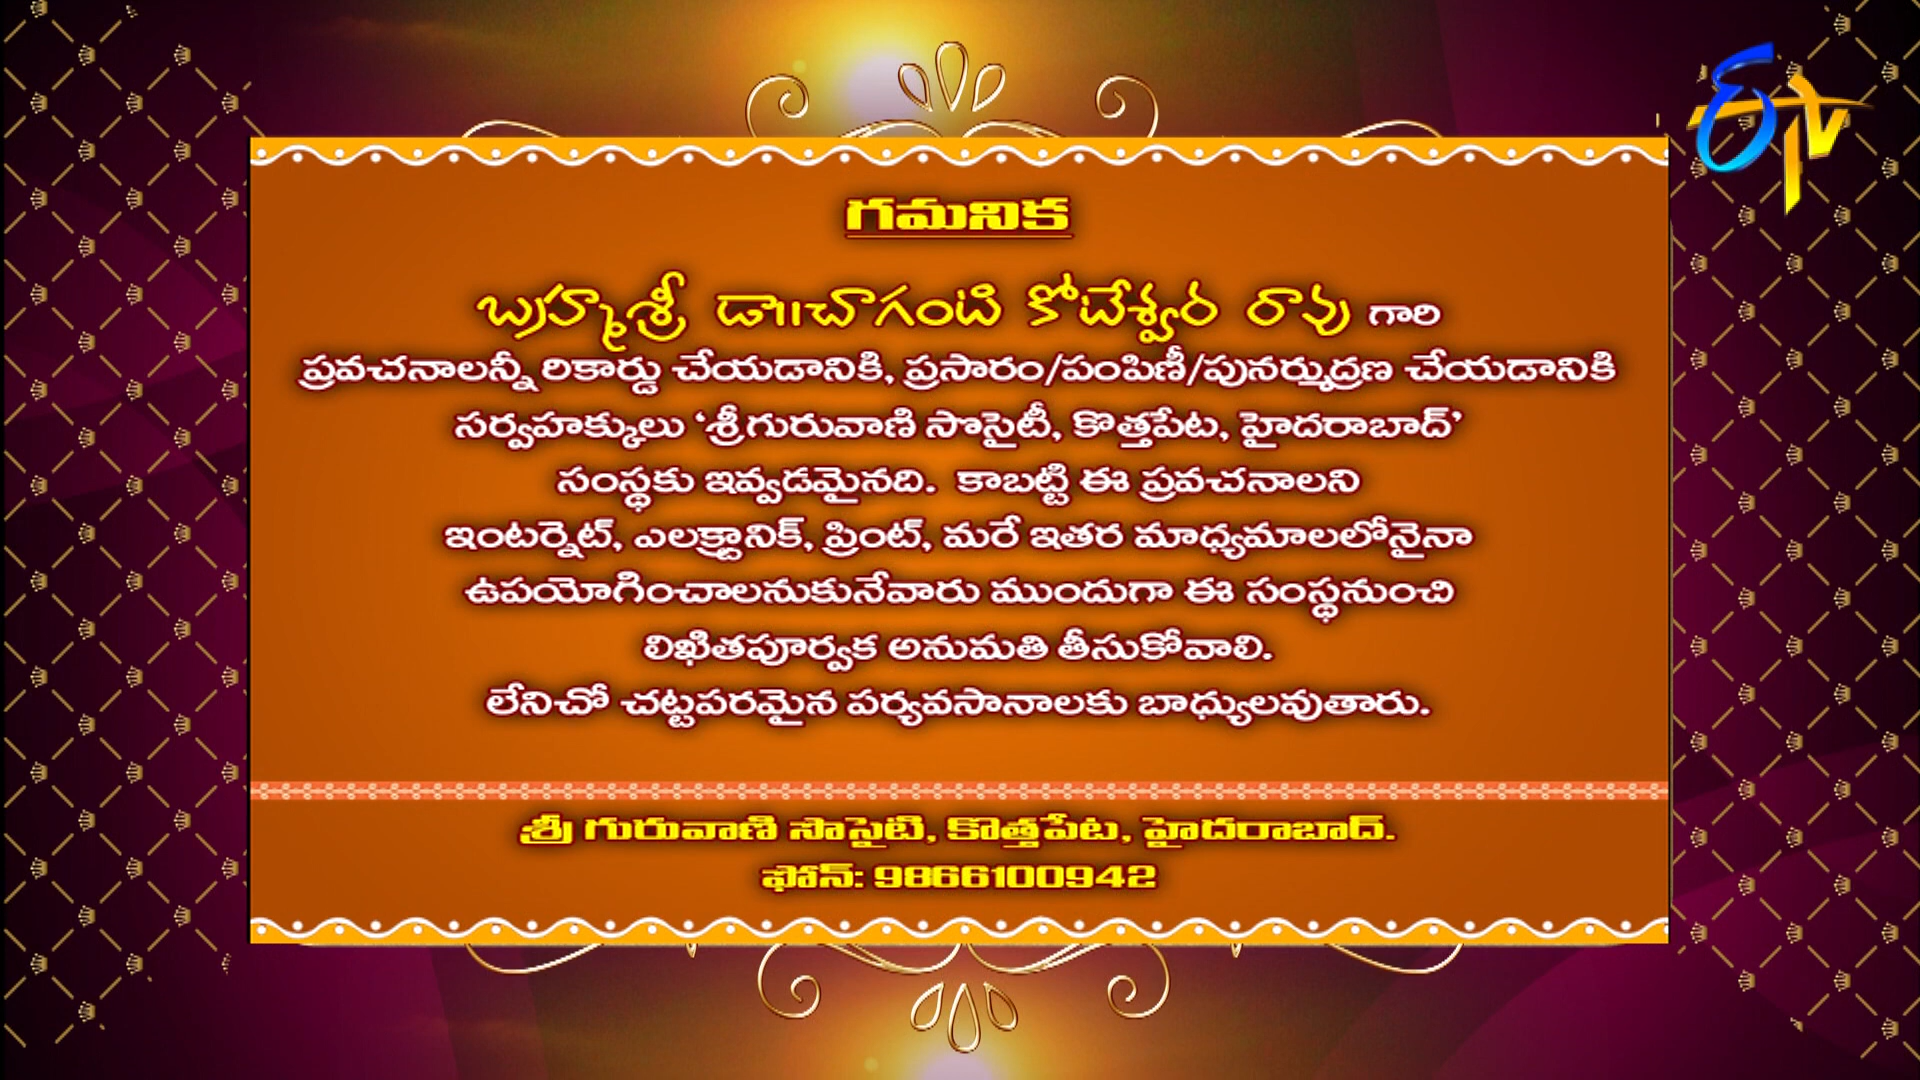 గమనిక
బ్రహ్మశ్రీ డా॥చాగంటి కోటేశ్వర రావు గారి
ప్రవచనాలన్నీ రికార్డు చేయడానికి, ప్రసారం/పంపిణీ/పునర్ముద్రణ చేయడానికి
సర్వహక్కులు ‘శ్రీగురువాణి సొసైటీ, కొత్తపేట, హైదరాబాద్’
సంస్థకు ఇవ్వడమైనది. కాబట్టి ఈ ప్రవచనాలని
ఇంటర్నెట్, ఎలక్ట్రానిక్, ప్రింట్, మరే ఇతర మాధ్యమాలలోనైనా
ఉపయోగించాలనుకునేవారు ముందుగా ఈ సంస్థనుంచి
లిఖితపూర్వక అనుమతి తీసుకోవాలి.
లేనిచో చట్టపరమైన పర్యవసానాలకు బాధ్యులవుతారు.
శ్రీ గురువాణి సొసైటి, కొత్తపేట, హైదరాబాద్.
ఫోన్: 9866100942
ETV